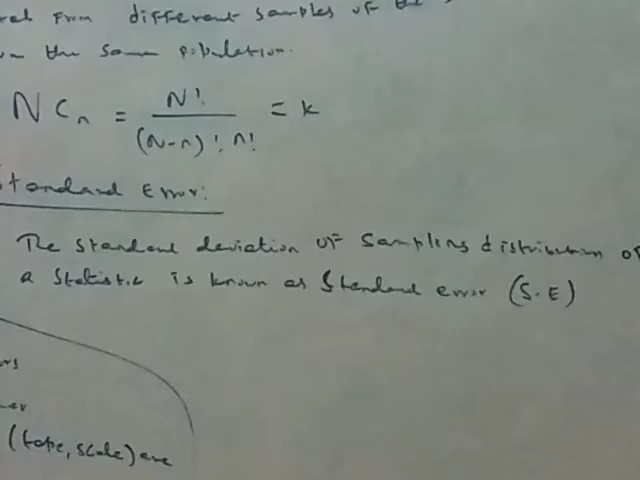 from different samples of the
the same population.
N C n = N! / (N-n)! n! = k
Standard Error:
The standard deviation of sampling distribution of
a statistic is known as standard error (S.E)
(tape, scale) are